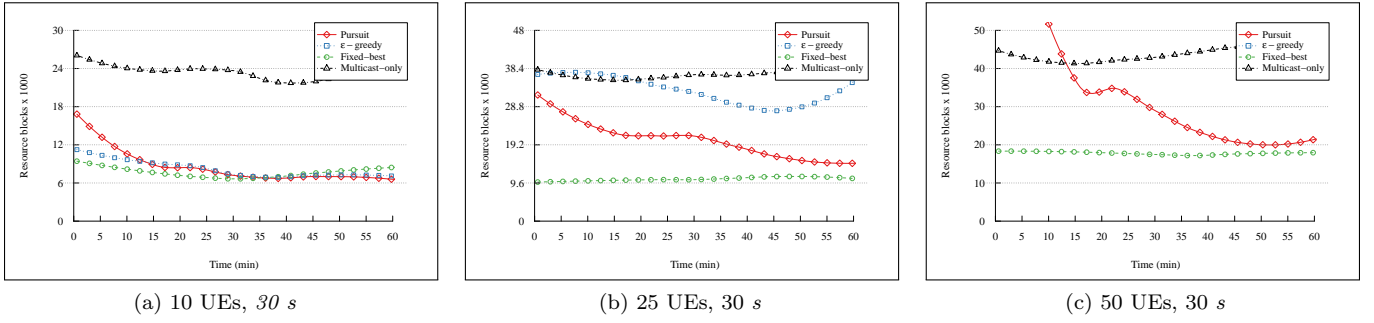 30
24
18
12
6
0
Resource blocks x 1000
0 5 10 15 20 25 30 35 40 45 50 55 60
Time (min)
Pursuit
ε−greedy
Fixed−best
Multicast−only
(a) 10 UEs, 30 s
48
38.4
28.8
19.2
9.6
0
Resource blocks x 1000
0 5 10 15 20 25 30 35 40 45 50 55 60
Time (min)
Pursuit
ε−greedy
Fixed−best
Multicast−only
(b) 25 UEs, 30 s
50
40
30
20
10
0
Resource blocks x 1000
0 5 10 15 20 25 30 35 40 45 50 55 60
Time (min)
Pursuit
ε−greedy
Fixed−best
Multicast−only
(c) 50 UEs, 30 s